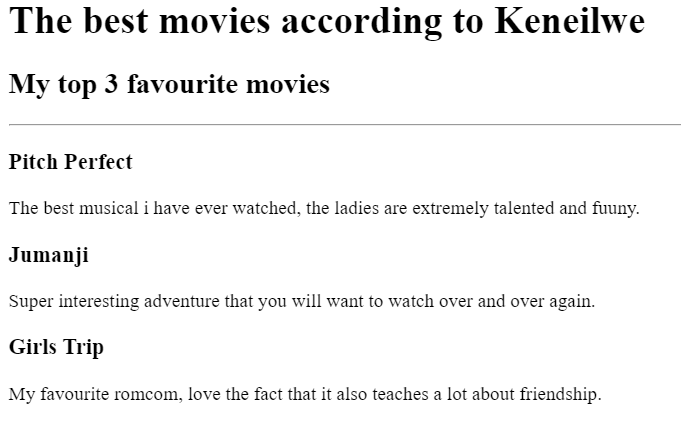 The best movies according to Keneilwe
My top 3 favourite movies
Pitch Perfect
The best musical i have ever watched, the ladies are extremely talented and fuuny.
Jumanji
Super interesting adventure that you will want to watch over and over again.
Girls Trip
My favourite romcom, love the fact that it also teaches a lot about friendship.